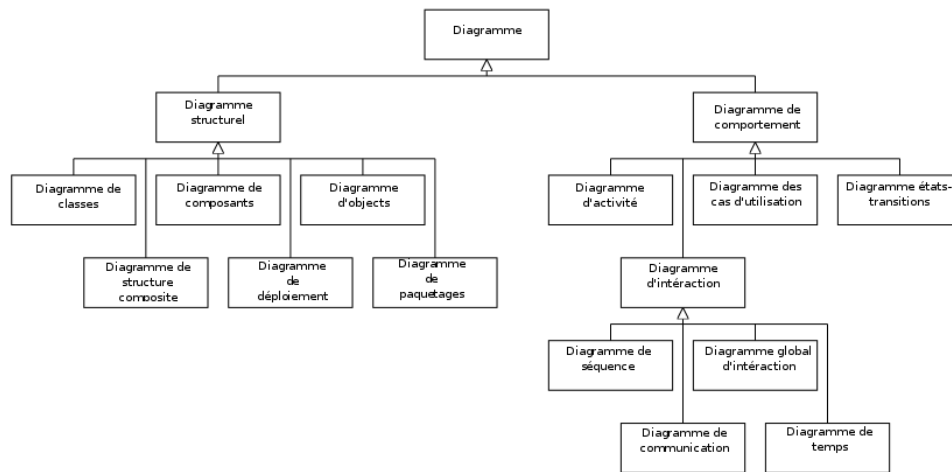 Diagramme
Diagramme
structurel
Diagramme de
comportement
Diagramme de
classes
Diagramme de
composants
Diagramme
d'objects
Diagramme
d'activité
Diagramme des
cas d'utilisation
Diagramme états-
transitions
Diagramme de
structure
composite
Diagramme
de
déploiement
Diagramme
de
paquetages
Diagramme
d'intéraction
Diagramme de
séquence
Diagramme global
d'intéraction
Diagramme de
communication
Diagramme de
temps